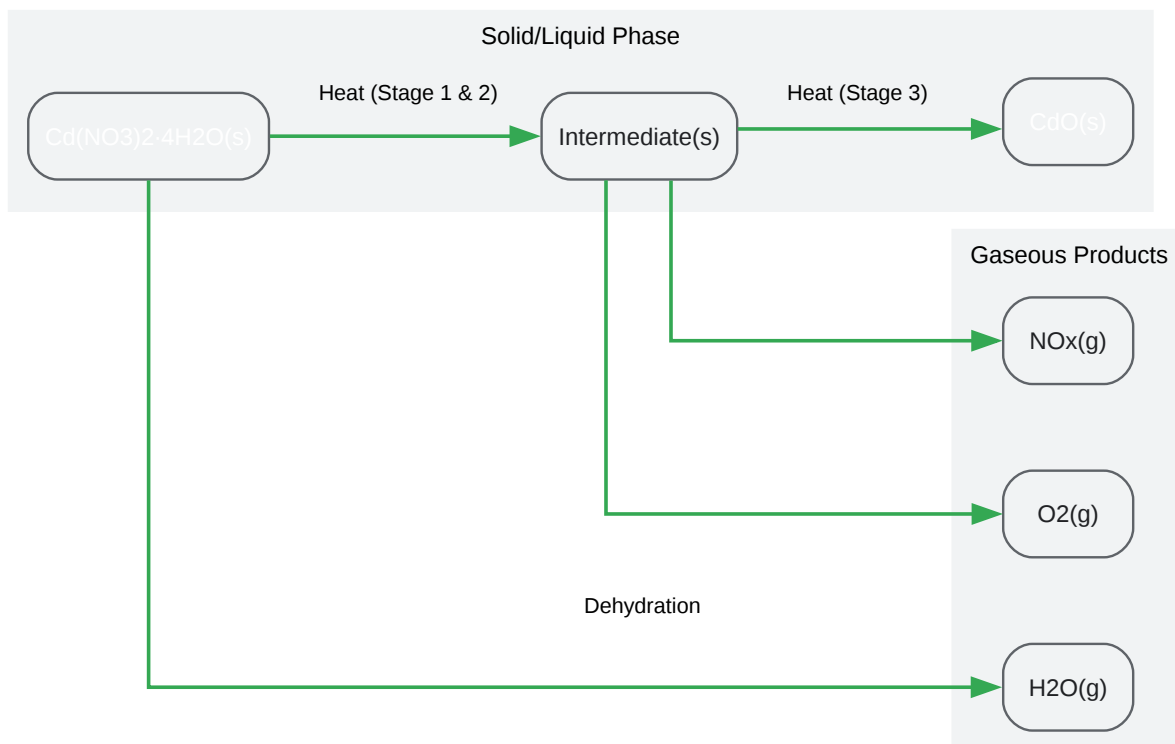 Solid/Liquid Phase
Heat (Stage 1 & 2)
Heat (Stage 3)
Cd(NO3)2·4H2O(s)
Intermediate(s)
CdO(s)
Gaseous Products
NOx(g)
O2(g)
Dehydration
H2O(g)